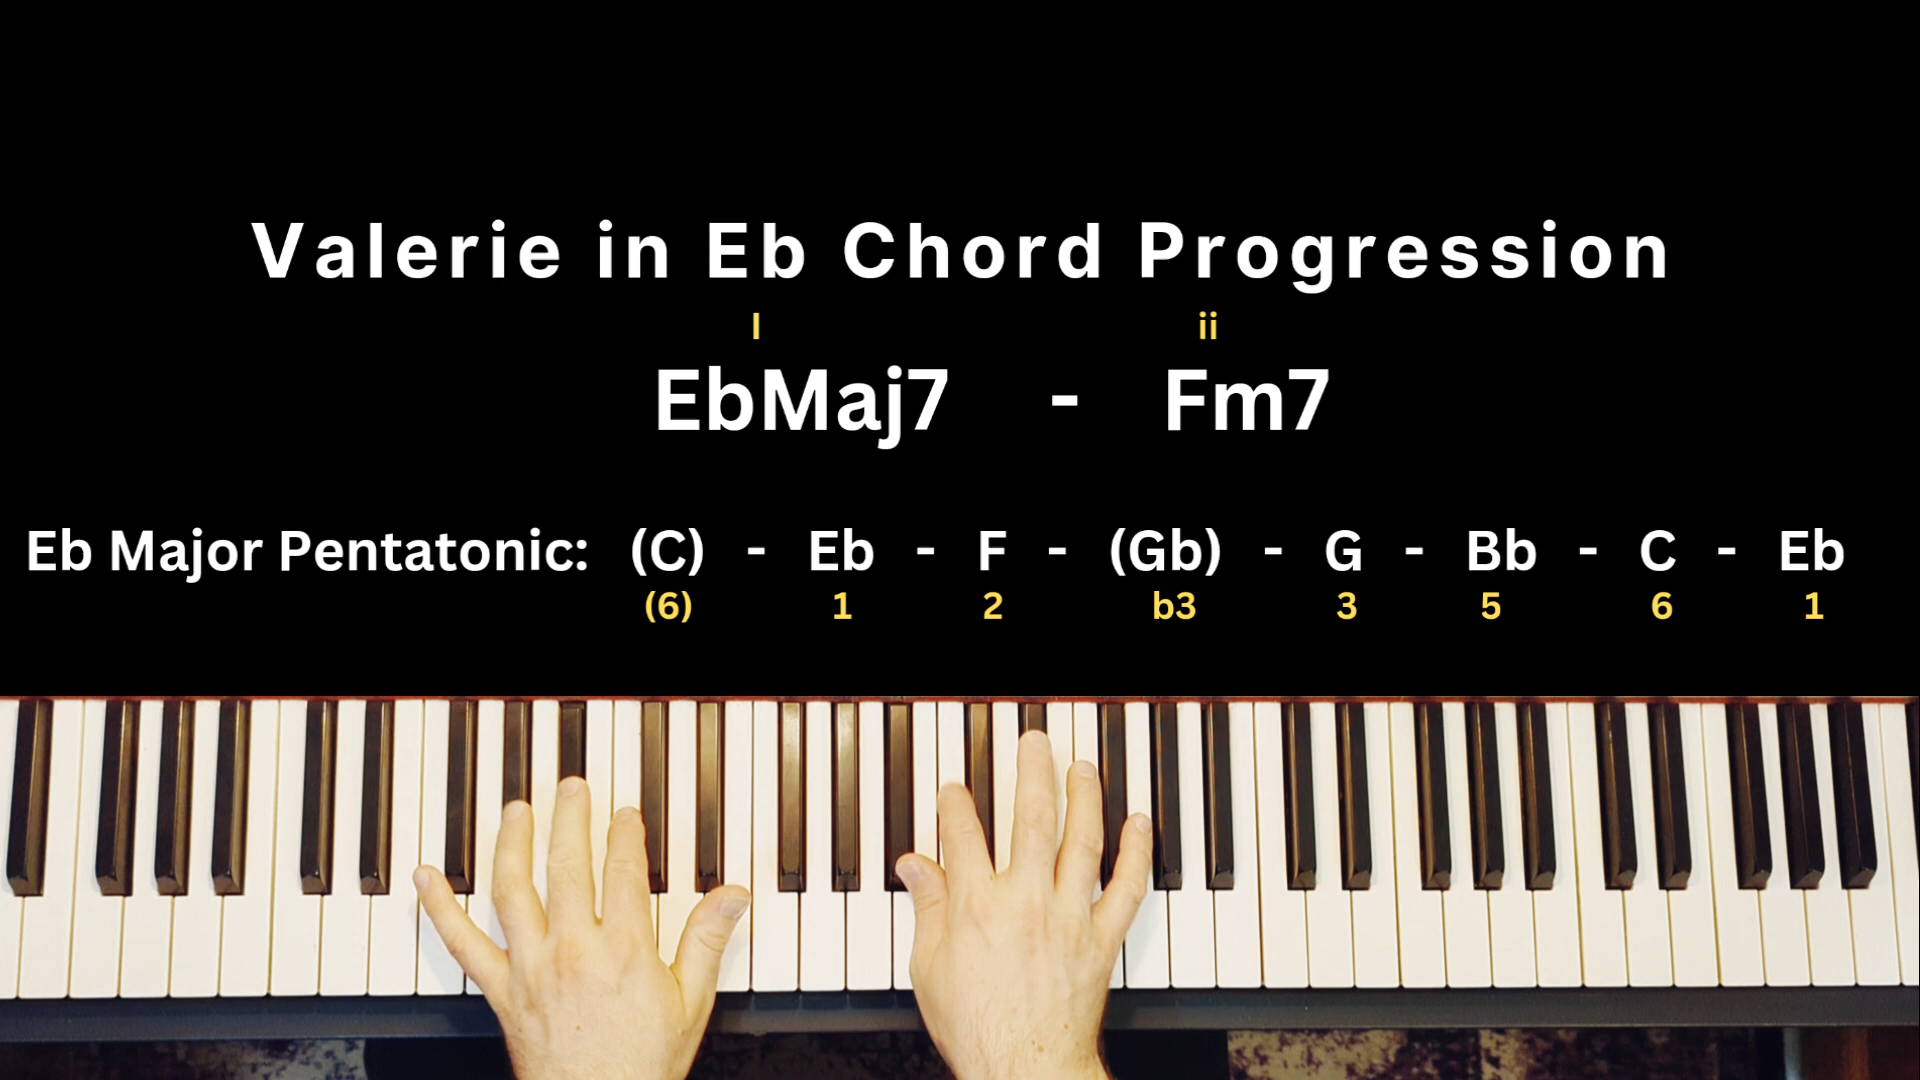 Valerie in Eb Chord Progression
I ii
EbMaj7 - Fm7
Eb Major Pentatonic: (C) - Eb - F - (Gb) - G - Bb - C - Eb
(6) 1 2 b3 3 5 6 1